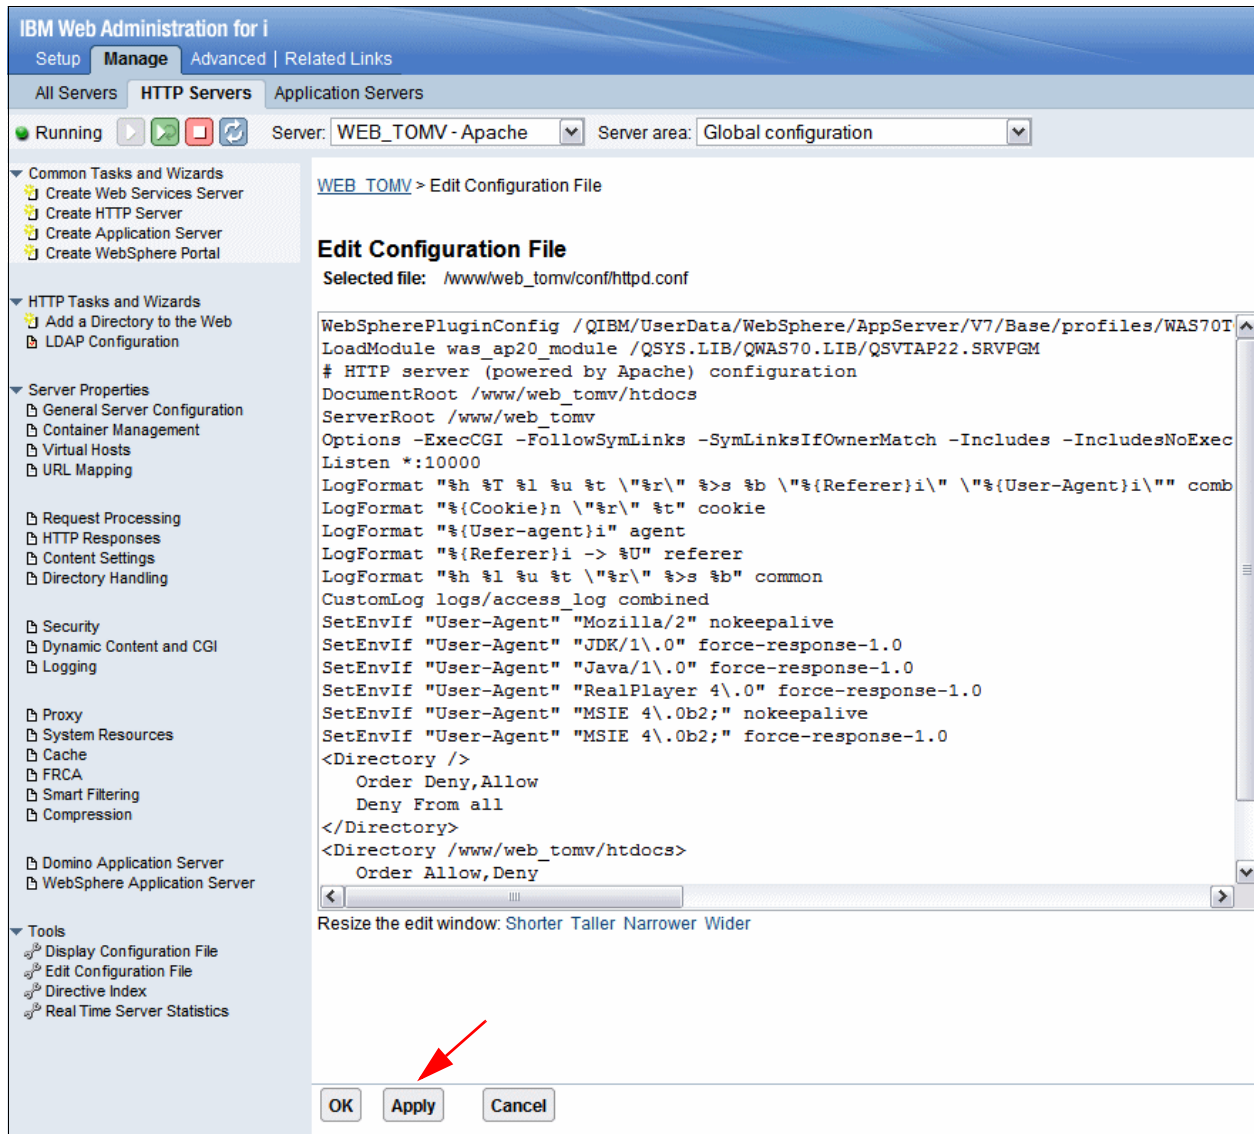 IBM Web Administration for i
Setup Manage Advanced | Related Links
All Servers HTTP Servers Application Servers
Running Server: WEB_TOMV - Apache Server area: Global configuration
Common Tasks and Wizards
Create Web Services Server
Create HTTP Server
Create Application Server
Create WebSphere Portal
HTTP Tasks and Wizards
Add a Directory to the Web
LDAP Configuration
Server Properties
General Server Configuration
Container Management
Virtual Hosts
URL Mapping
Request Processing
HTTP Responses
Content Settings
Directory Handling
Security
Dynamic Content and CGI
Logging
Proxy
System Resources
Cache
FRCA
Smart Filtering
Compression
Domino Application Server
WebSphere Application Server
Tools
Display Configuration File
Edit Configuration File
Directive Index
Real Time Server Statistics
WEB_TOMV > Edit Configuration File
Edit Configuration File
Selected file: /www/web_tomv/conf/httpd.conf
WebSpherePluginConfig /QIBM/UserData/WebSphere/AppServer/V7/Base/profiles/WAS70T
LoadModule was_ap20_module /QSYS.LIB/QWAS70.LIB/QSVTAP22.SRVPGM
# HTTP server (powered by Apache) configuration
DocumentRoot /www/web_tomv/htdocs
ServerRoot /www/web_tomv
Options -ExecCGI -FollowSymLinks -SymLinksIfOwnerMatch -Includes -IncludesNoExec
Listen *:10000
LogFormat "%h %T %l %u %t \"%r\" %>s %b \"%{Referer}i\" \"%{User-Agent}i\"" comb
LogFormat "%{Cookie}n \"%r\" %t" cookie
LogFormat "%{User-agent}i" agent
LogFormat "%{Referer}i -> %U" referer
LogFormat "%h %l %u %t \"%r\" %>s %b" common
CustomLog logs/access_log combined
SetEnvIf "User-Agent" "Mozilla/2" nokeepalive
SetEnvIf "User-Agent" "JDK/1\.0" force-response-1.0
SetEnvIf "User-Agent" "Java/1\.0" force-response-1.0
SetEnvIf "User-Agent" "RealPlayer 4\.0" force-response-1.0
SetEnvIf "User-Agent" "MSIE 4\.0b2;" nokeepalive
SetEnvIf "User-Agent" "MSIE 4\.0b2;" force-response-1.0
<Directory />
Order Deny,Allow
Deny From all
</Directory>
<Directory /www/web_tomv/htdocs>
Order Allow,Deny
Resize the edit window: Shorter Taller Narrower Wider
OK Apply Cancel